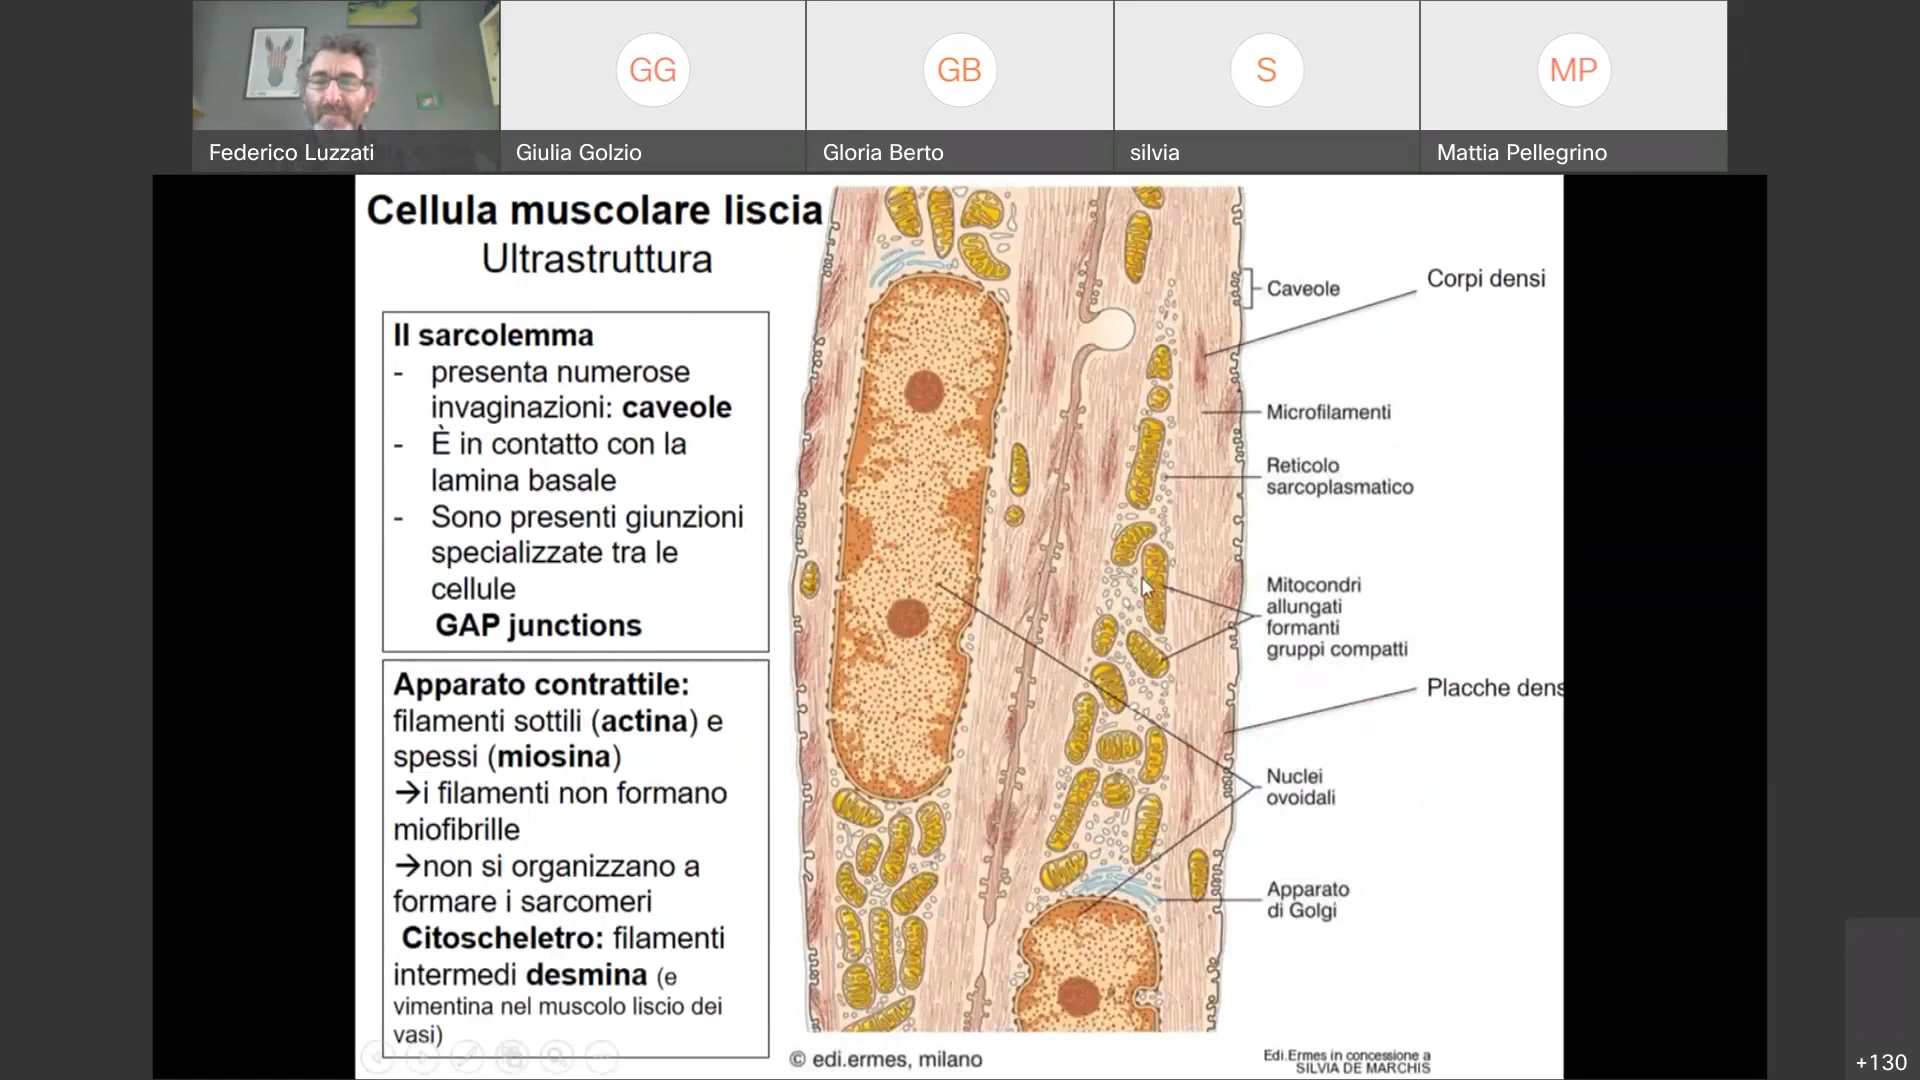 GG
GB
S
MP
Federico Luzzati
Giulia Golzio
Gloria Berto
silvia
Mattia Pellegrino
Cellula muscolare liscia
Ultrastruttura
Il sarcolemma
- presenta numerose
invaginazioni: caveole
- È in contatto con la
lamina basale
- Sono presenti giunzioni
specializzate tra le
cellule
GAP junctions
Apparato contrattile:
filamenti sottili (actina) e
spessi (miosina)
→i filamenti non formano
miofibrille
→non si organizzano a
formare i sarcomeri
Citoscheletro: filamenti
intermedi desmina (e
vimentina nel muscolo liscio dei
vasi)
Corpi densi
Caveole
Microfilamenti
Reticolo
sarcoplasmatico
Mitocondri
allungati
formanti
gruppi compatti
Placche dens
Nuclei
ovoidali
Apparato
di Golgi
© edi.ermes, milano
Edi.Ermes in concessione a
SILVIA DE MARCHIS
+130